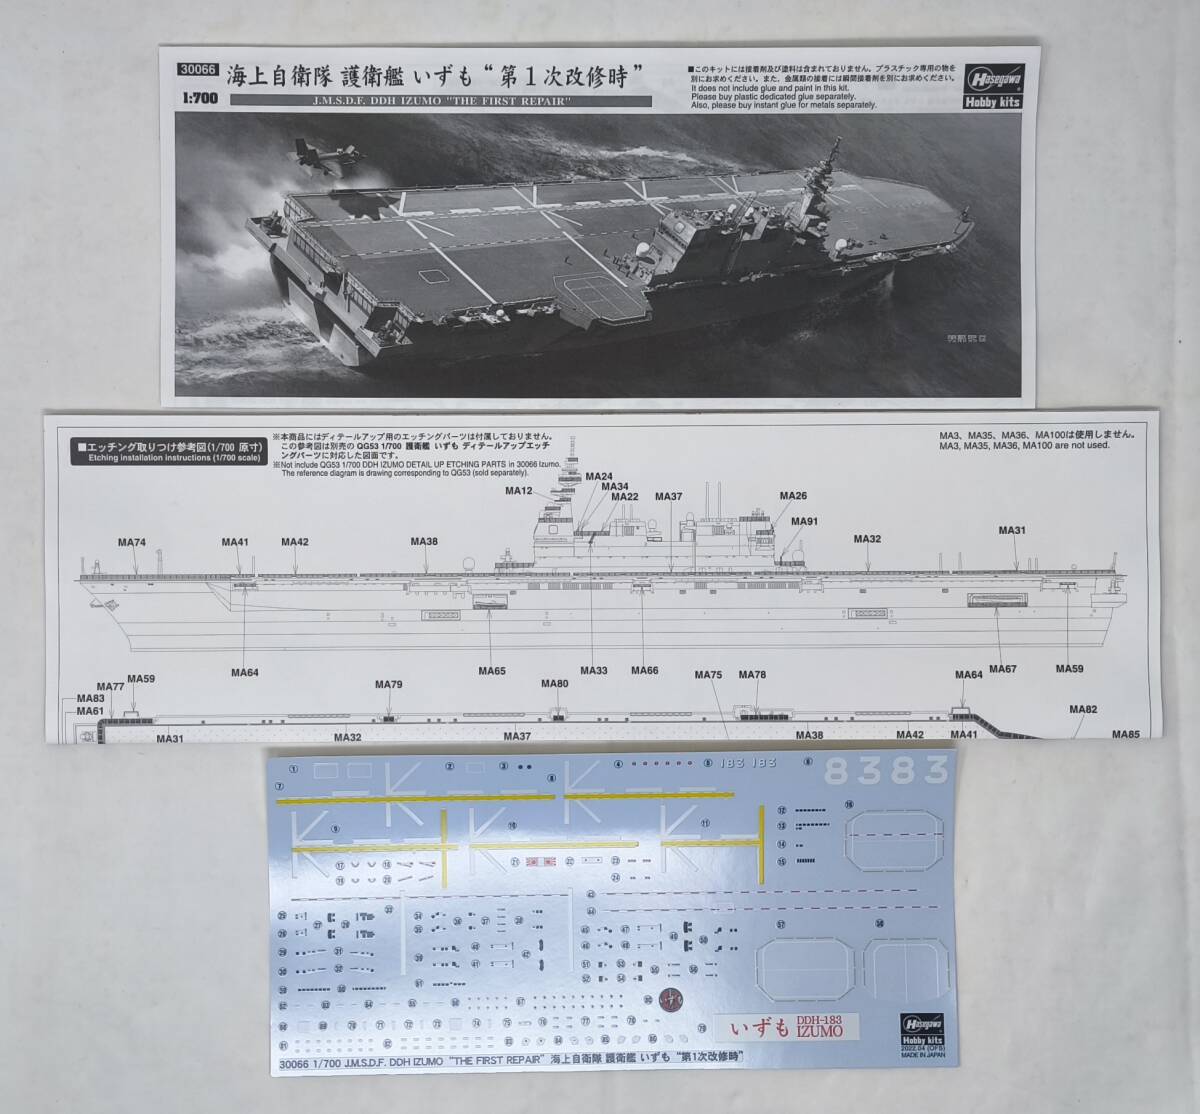 30066
1:700
海上自衛隊 護衛艦 いずも “第1次改修時”
J.M.S.D.F. DDH IZUMO "THE FIRST REPAIR"
■このキットには接着剤及び塗料は含まれておりません。プラスチック専用の物を
別にお求めください。また、金属類の接着には瞬間接着剤を別にお求めください。
It does not include glue and paint in this kit.
Please buy plastic dedicated glue separately.
Also, please buy instant glue for metals separately.
Hasegawa
Hobby kits
■エッチング取りつけ参考図(1/700 原寸)
Etching installation instructions (1/700 scale)
※本商品にはディテールアップ用のエッチングパーツは付属しておりません。
この参考図は別売の QG53 1/700 護衛艦 いずも ディテールアップエッチ
ングパーツに対応した図面です。
※Not include QG53 1/700 DDH IZUMO DETAIL UP ETCHING PARTS in 30066 Izumo.
The reference diagram is drawing corresponding to QG53 (sold separately).
MA3、MA35、MA36、MA100は使用しません。
MA3, MA35, MA36, MA100 are not used.
MA24
MA34
MA12
MA22
MA37
MA26
MA91
MA74
MA41
MA42
MA38
MA32
MA31
MA64
MA65
MA33
MA66
MA67
MA59
MA75
MA78
MA64
MA59
MA77
MA79
MA80
MA83
MA61
MA82
MA31
MA32
MA37
MA38
MA42
MA41
MA85
183 183
8383
いずも
いずも
DDH-183
IZUMO
Hasegawa
Hobby kits
2022.04 (OFS)
MADE IN JAPAN
30066 1/700 J.M.S.D.F. DDH IZUMO “THE FIRST REPAIR” 海上自衛隊 護衛艦 いずも “第1次改修時”